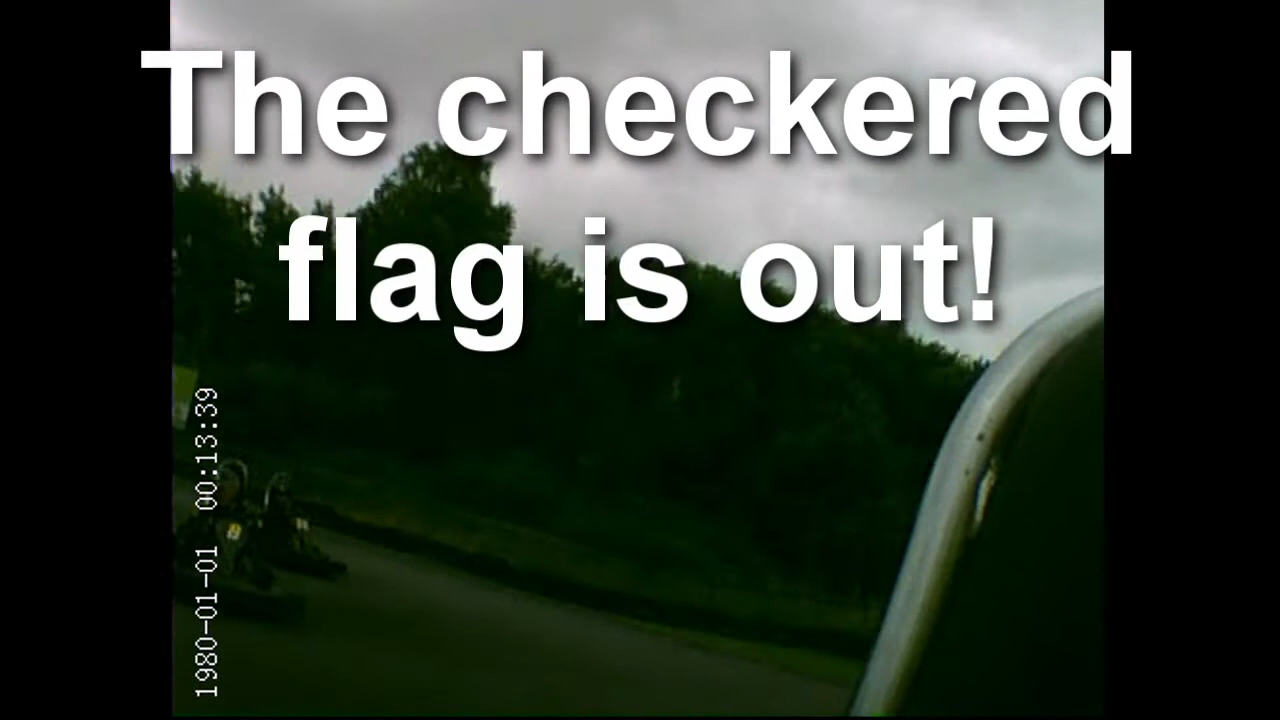 The checkered
flag is out!
1980-01-01 00:13:39